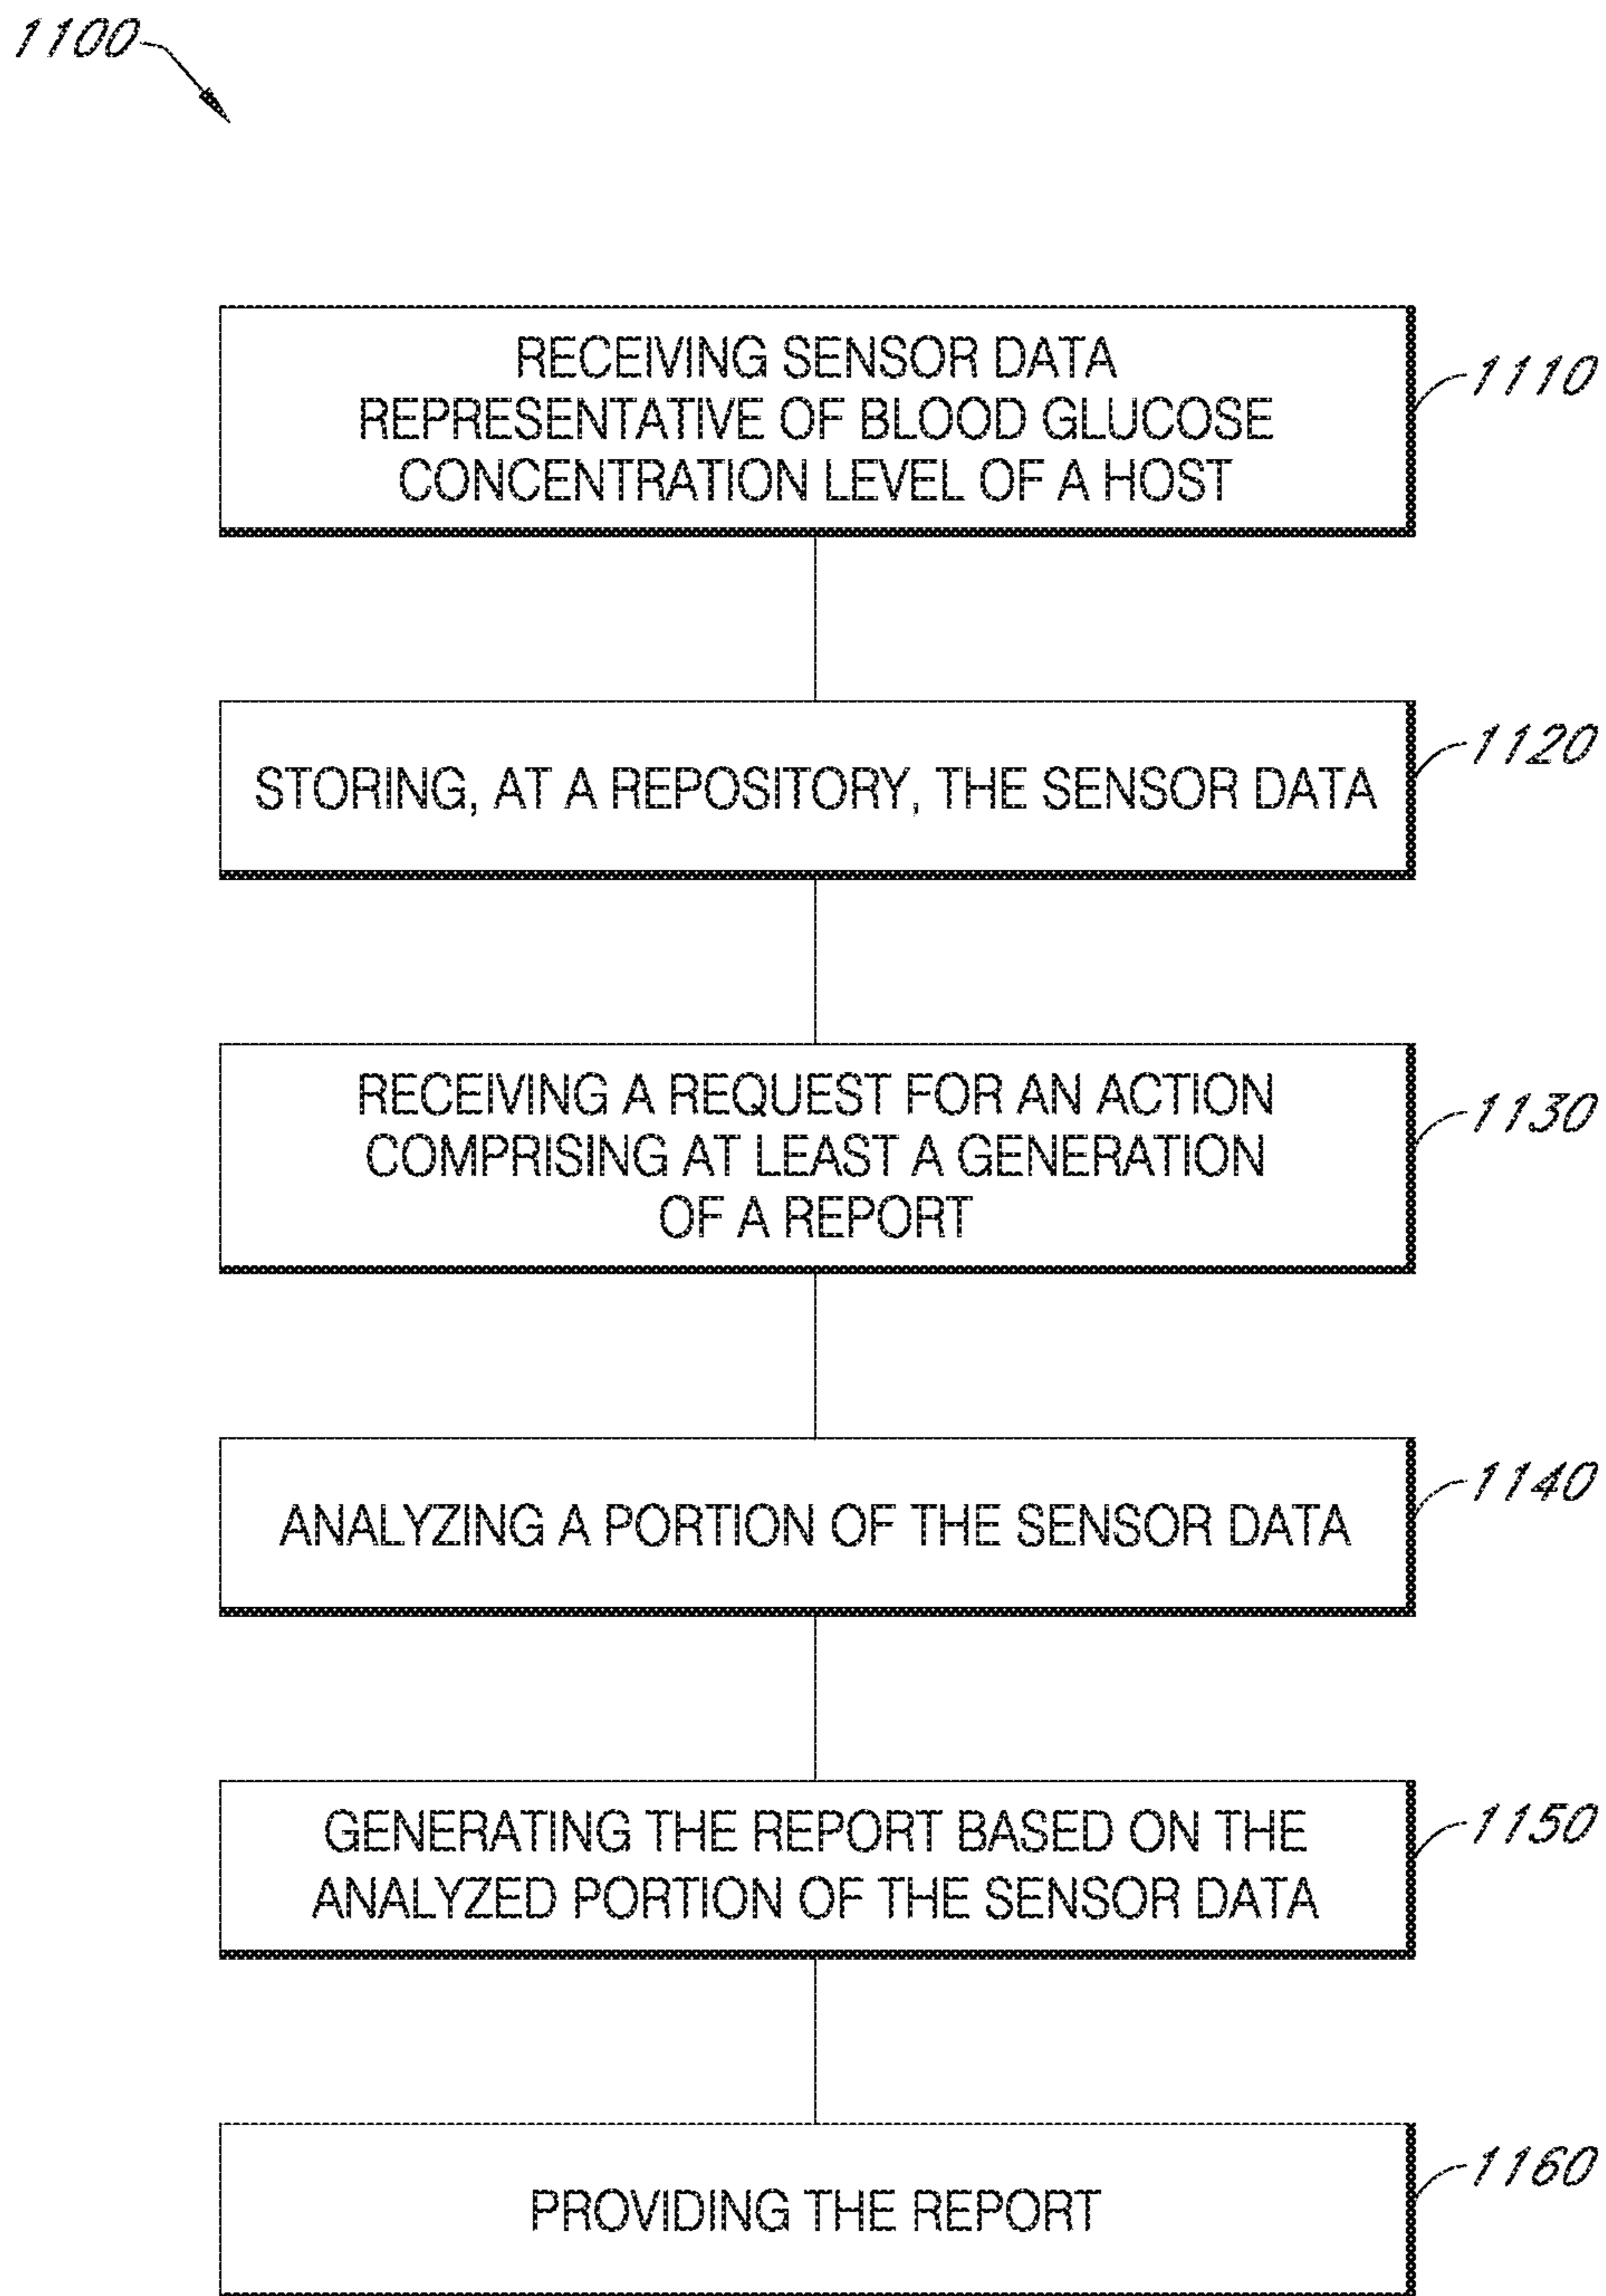 1100
RECEIVING SENSOR DATA
REPRESENTATIVE OF BLOOD GLUCOSE
CONCENTRATION LEVEL OF A HOST
1110
STORING, AT A REPOSITORY, THE SENSOR DATA
1120
RECEIVING A REQUEST FOR AN ACTION
COMPRISING AT LEAST A GENERATION
OF A REPORT
1130
ANALYZING A PORTION OF THE SENSOR DATA
1140
GENERATING THE REPORT BASED ON THE
ANALYZED PORTION OF THE SENSOR DATA
1150
PROVIDING THE REPORT
1160